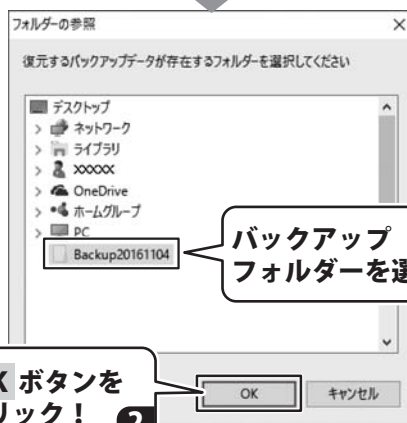 フォルダーの参照
復元するバックアップデータが存在するフォルダーを選択してください
デスクトップ
ネットワーク
ライブラリ
xxxxx
OneDrive
ホームグループ
PC
Backup20161104
バックアップ
フォルダーを選
K ボタンを
リック！ 2
OK キャンセル